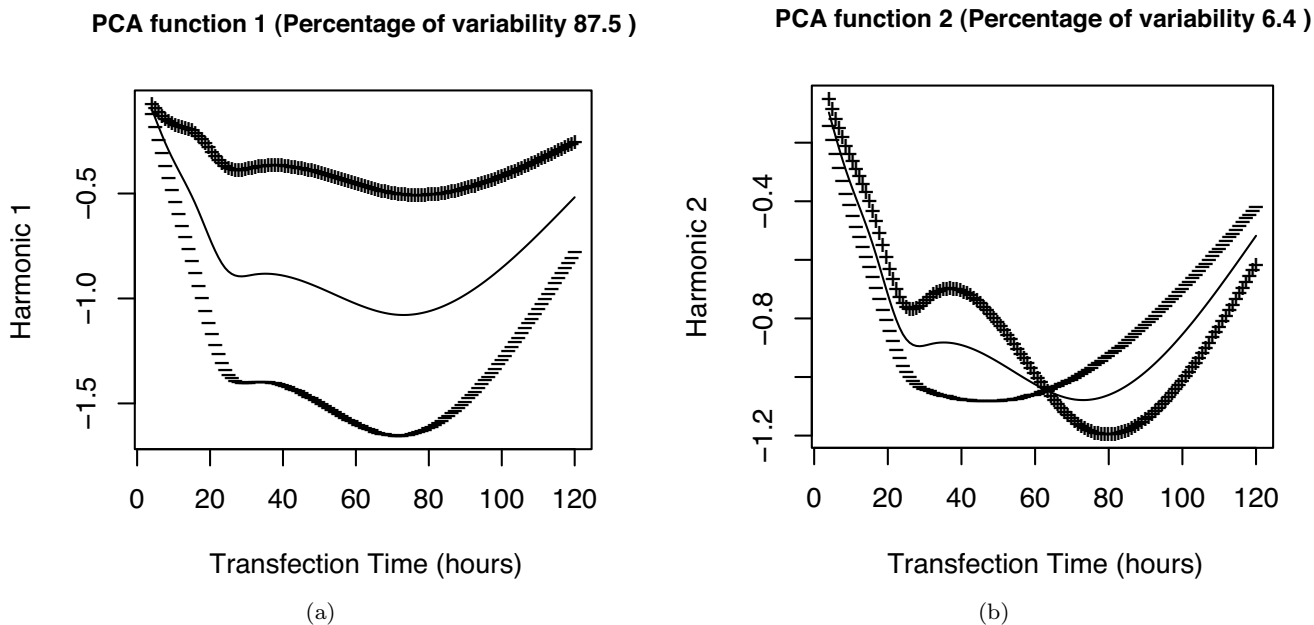 PCA function 1 (Percentage of variability 87.5 )
Harmonic 1
−0.5
−1.0
−1.5
0 20 40 60 80 100 120
Transfection Time (hours)
(a)
PCA function 2 (Percentage of variability 6.4 )
Harmonic 2
−0.4
−0.8
−1.2
0 20 40 60 80 100 120
Transfection Time (hours)
(b)